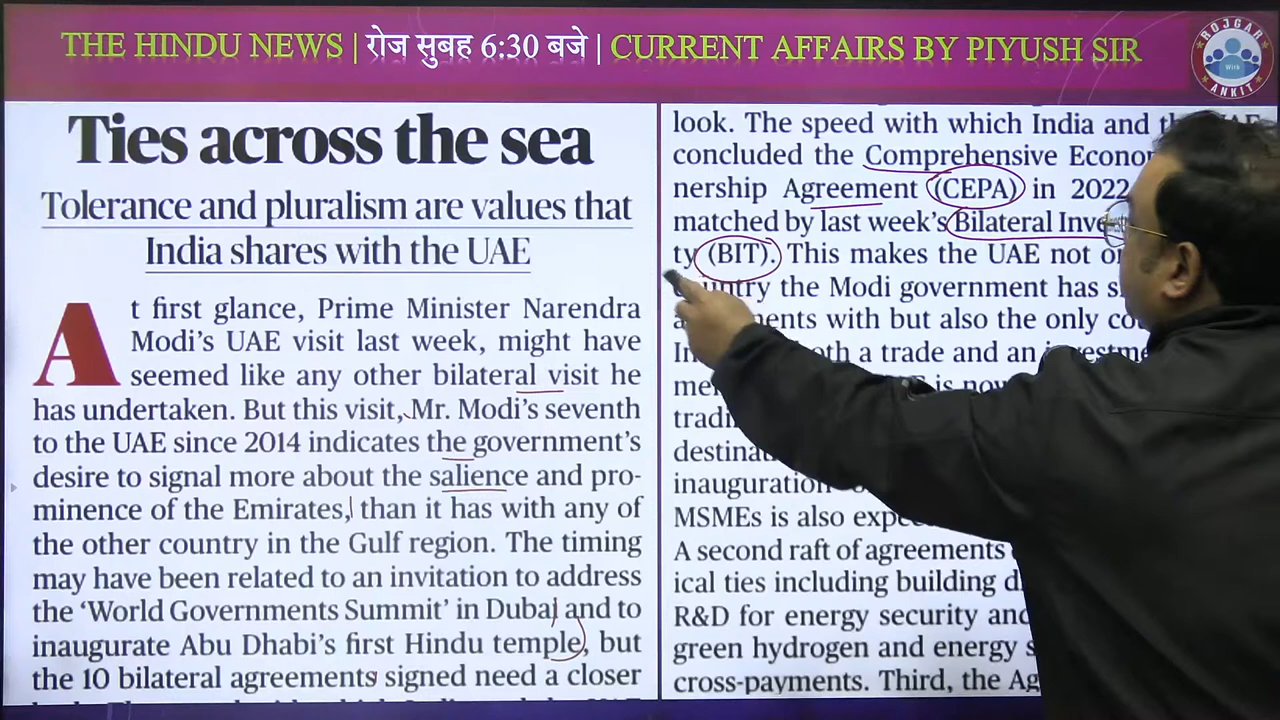 THE HINDU NEWS | रोज सुबह 6:30 बजे | CURRENT AFFAIRS BY PIYUSH SIR
ROJGAR
With
ANKIT
Ties across the sea
Tolerance and pluralism are values that
India shares with the UAE
At first glance, Prime Minister Narendra
Modi's UAE visit last week, might have
seemed like any other bilateral visit he
has undertaken. But this visit, Mr. Modi's seventh
to the UAE since 2014 indicates the government's
desire to signal more about the salience and pro-
minence of the Emirates, than it has with any of
the other country in the Gulf region. The timing
may have been related to an invitation to address
the 'World Governments Summit' in Dubai and to
inaugurate Abu Dhabi's first Hindu temple, but
the 10 bilateral agreements signed need a closer
look. The speed with which India and the UAE
concluded the Comprehensive Econo
nership Agreement (CEPA) in 2022
matched by last week's Bilateral Inve
ty (BIT). This makes the UAE not o
country the Modi government has s
ments with but also the only co
both a trade and an investme
is now
tradi
destina
inauguration
MSMEs is also expe
A second raft of agreements
ical ties including building d
R&D for energy security and
green hydrogen and energy s
cross-payments. Third, the Ag